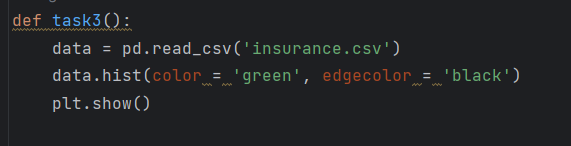 def task3():
    data = pd.read_csv('insurance.csv')
    data.hist(color = 'green', edgecolor = 'black')
    plt.show()